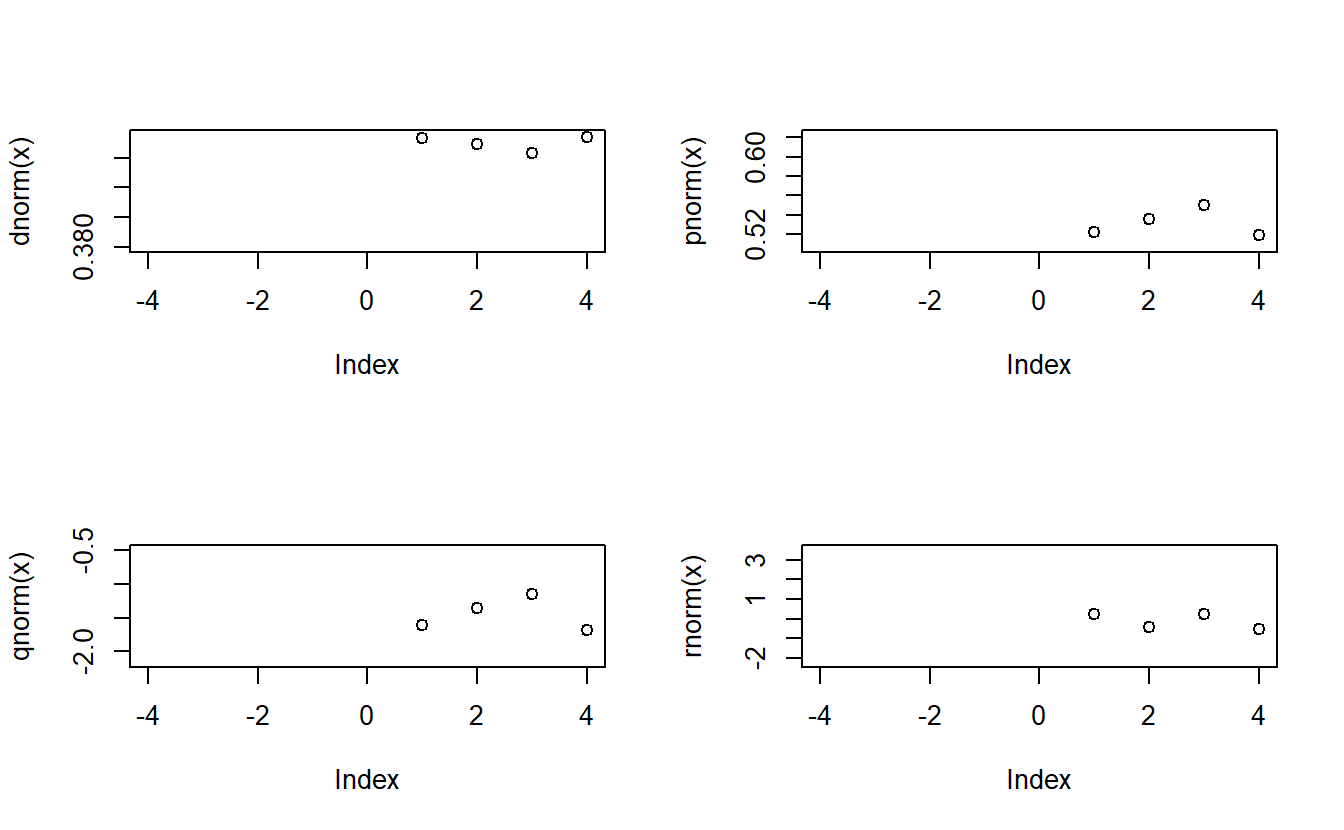 dnorm(x)
0.380
-4 -2 0 2 4
Index
pnorm(x)
0.52 0.60
-4 -2 0 2 4
Index
qnorm(x)
-2.0 -0.5
-4 -2 0 2 4
Index
rnorm(x)
-2 1 3
-4 -2 0 2 4
Index